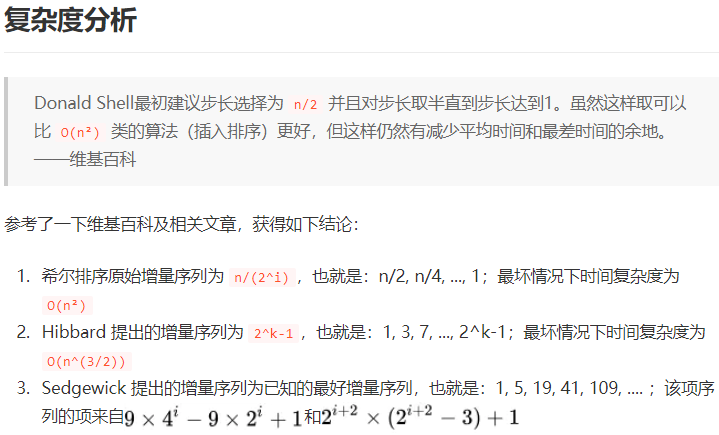 复杂度分析
Donald Shell最初建议步长选择为 n/2 并且对步长取半直到步长达到1。虽然这样取可以
比 O(n²) 类的算法（插入排序）更好，但这样仍然有减少平均时间和最差时间的余地。
——维基百科
参考了一下维基百科及相关文章，获得如下结论：
1. 希尔排序原始增量序列为 n/(2^i)，也就是：n/2, n/4, ..., 1；最坏情况下时间复杂度为
O(n²)
2. Hibbard 提出的增量序列为 2^k-1，也就是：1, 3, 7, ..., 2^k-1；最坏情况下时间复杂度为
O(n^(3/2))
3. Sedgewick 提出的增量序列为已知的最好增量序列，也就是：1, 5, 19, 41, 109, .... ；该项序
列的项来自9 × 4^i − 9 × 2^i + 1和2^{i+2} × (2^{i+2} − 3) + 1